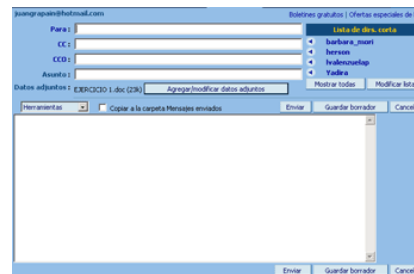 juangrapain@hotmail.com Boletines gratuitos | Ofertas especiales de
Para:
CC:
CCO:
Asunto:
Lista de dirs. corta
barbara_mori
herson
lvalenzuelap
Yadira
Mostrar todas Modificar lista
Datos adjuntos: EJERCICIO 1.doc (23k) Agregar/modificar datos adjuntos
Herramientas Copiar a la carpeta Mensajes enviados Enviar Guardar borrador Cancel
Enviar Guardar borrador Cancel